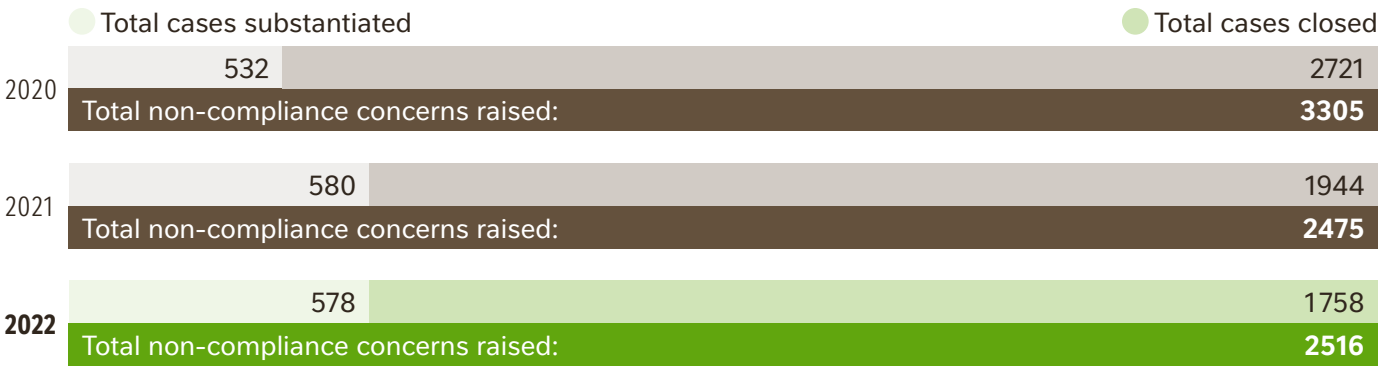 Total cases substantiated Total cases closed
2020 532 2721
Total non-compliance concerns raised: 3305
2021 580 1944
Total non-compliance concerns raised: 2475
2022 578 1758
Total non-compliance concerns raised: 2516